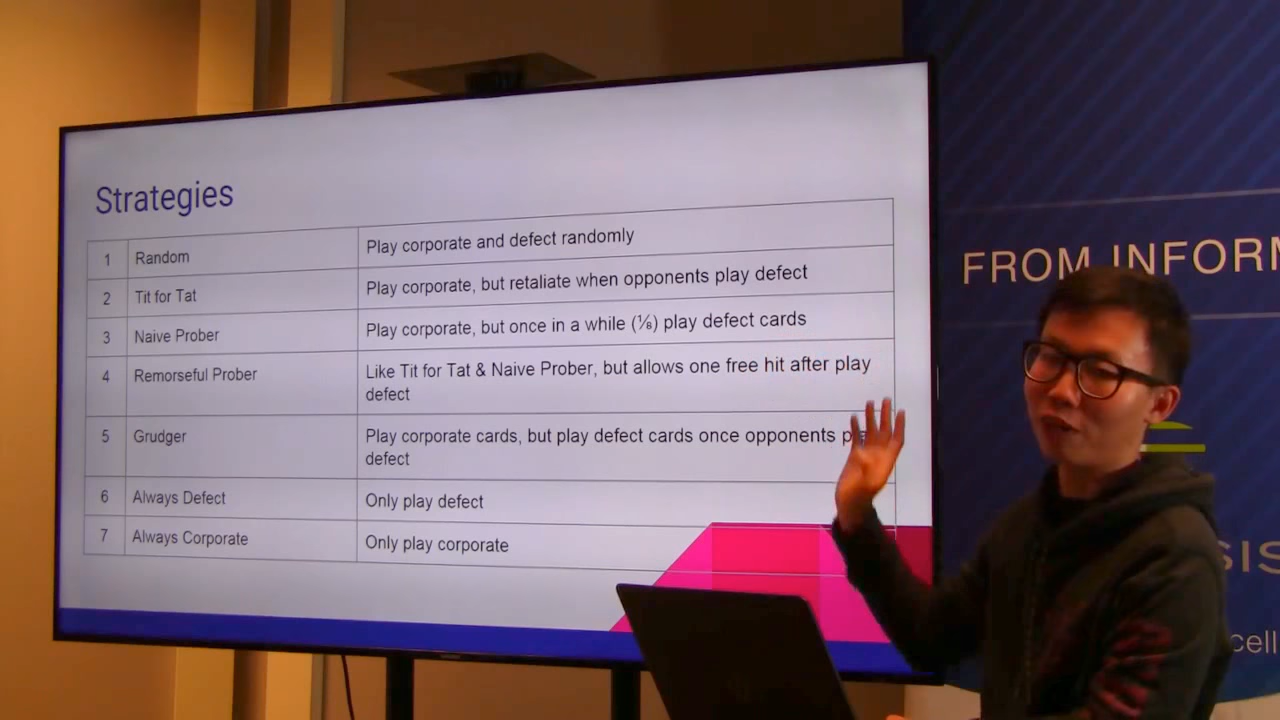 Strategies
1 Random Play corporate and defect randomly
2 Tit for Tat Play corporate, but retaliate when opponents play defect
3 Naive Prober Play corporate, but once in a while (⅛) play defect cards
4 Remorseful Prober Like Tit for Tat & Naive Prober, but allows one free hit after play
defect
5 Grudger Play corporate cards, but play defect cards once opponents
defect
6 Always Defect Only play defect
7 Always Corporate Only play corporate
FROM INFORM
SIS
cell